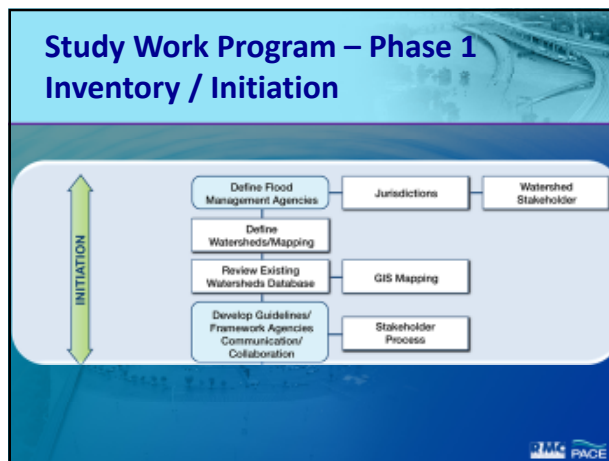 Study Work Program – Phase 1
Inventory / Initiation
INITIATION
Define Flood
Management Agencies
Jurisdictions
Watershed
Stakeholder
Define
Watersheds/Mapping
Review Existing
Watersheds Database
GIS Mapping
Develop Guidelines/
Framework Agencies
Communication/
Collaboration
Stakeholder
Process
RMC PACE